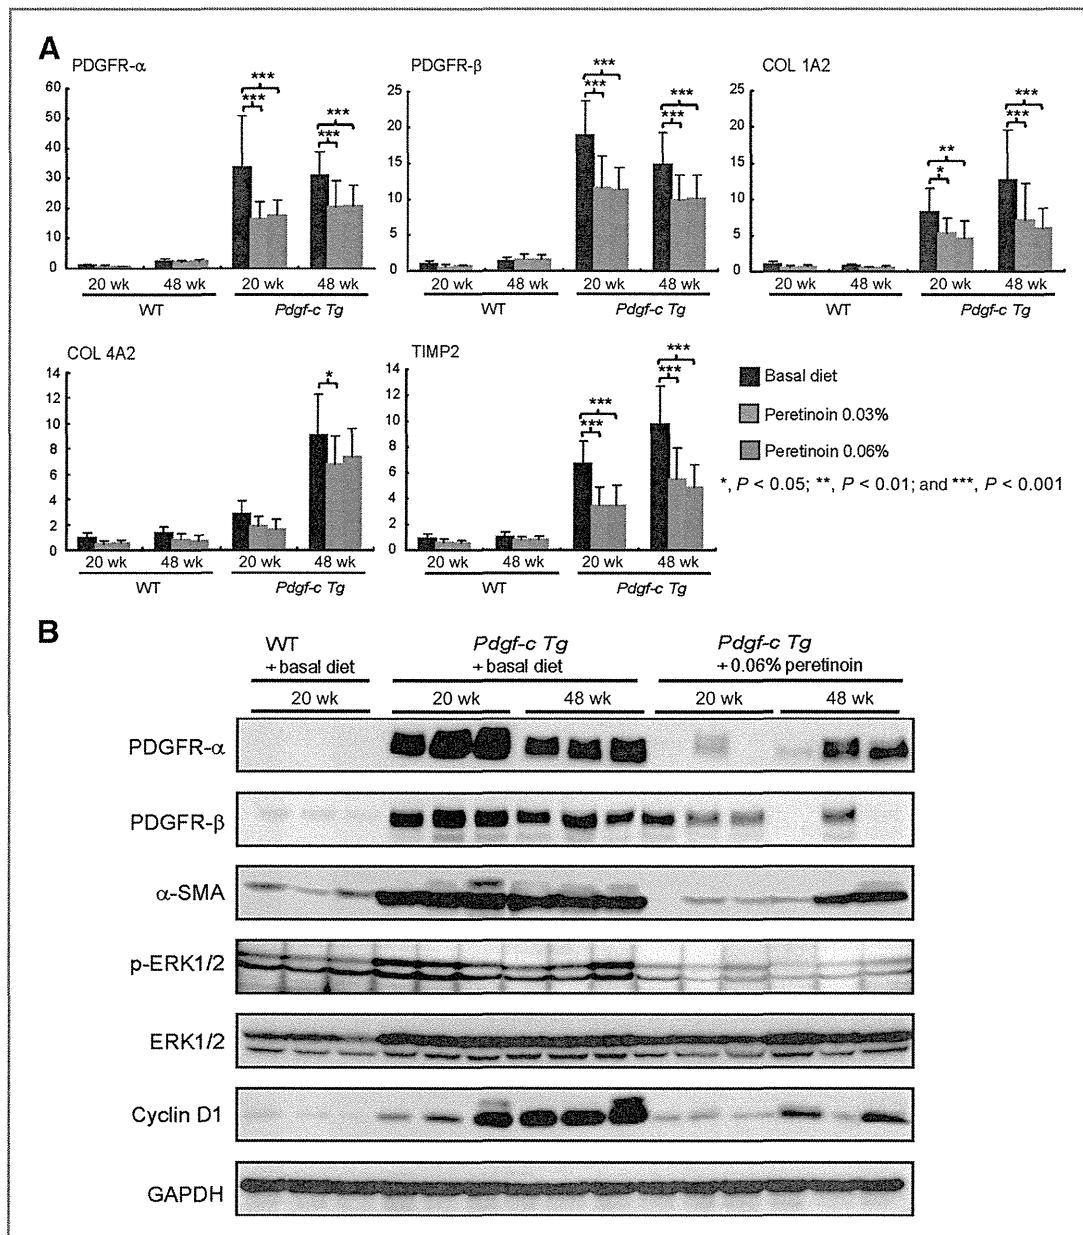 A
PDGFR-α
60
50
40
30
20
10
0
***
***
***
***
20 wk 48 wk 20 wk 48 wk
WT Pdgf-c Tg
PDGFR-β
25
20
15
10
5
0
***
***
***
***
20 wk 48 wk 20 wk 48 wk
WT Pdgf-c Tg
COL 1A2
25
20
15
10
5
0
**
*
***
***
20 wk 48 wk 20 wk 48 wk
WT Pdgf-c Tg
COL 4A2
14
12
10
8
6
4
2
0
*
20 wk 48 wk 20 wk 48 wk
WT Pdgf-c Tg
TIMP2
14
12
10
8
6
4
2
0
***
***
***
***
20 wk 48 wk 20 wk 48 wk
WT Pdgf-c Tg
Basal diet
Peretinoin 0.03%
Peretinoin 0.06%
*, P < 0.05; **, P < 0.01; and ***, P < 0.001
B
WT Pdgf-c Tg Pdgf-c Tg
+ basal diet + basal diet + 0.06% peretinoin
20 wk 20 wk 48 wk 20 wk 48 wk
PDGFR-α
PDGFR-β
α-SMA
p-ERK1/2
ERK1/2
Cyclin D1
GAPDH